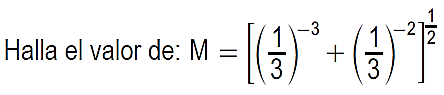 Halla el valor de: M = [(1/3)^-3 + (1/3)^-2]^1/2